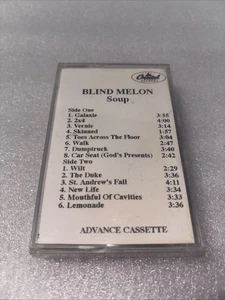 Capitol
BLIND MELON
Soup
Side One
1. Galaxie 3:55
2. 2x4 4:00
3. Vernie 3:14
4. Skinned 1:57
5. Toes Across The Floor 3:04
6. Walk 2:47
7. Dumptruck 3:40
8. Car Seat (God's Presents) 2:42
Side Two
1. Wilt 2:29
2. The Duke 3:36
3. St. Andrew's Fall 4:11
4. New Life 3:34
5. Mouthful Of Cavities 3:33
6. Lemonade 3:36
ADVANCE CASSETTE